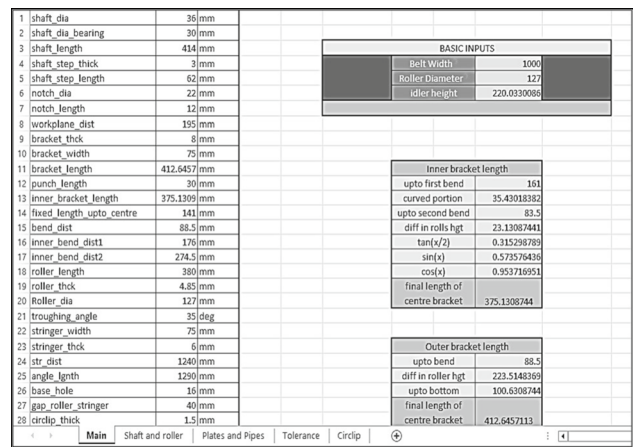 1 shaft_dia 36 mm
2 shaft_dia_bearing 30 mm
3 shaft_length 414 mm
4 shaft_step_thick 3 mm
5 shaft_step_length 62 mm
6 notch_dia 22 mm
7 notch_length 12 mm
8 workplane_dist 195 mm
9 bracket_thck 8 mm
10 bracket_width 75 mm
11 bracket_length 412.6457 mm
12 punch_length 30 mm
13 inner_bracket_length 375.1309 mm
14 fixed_length_upto_centre 141 mm
15 bend_dist 88.5 mm
16 inner_bend_dist1 176 mm
17 inner_bend_dist2 274.5 mm
18 roller_length 380 mm
19 roller_thck 4.85 mm
20 Roller_dia 127 mm
21 troughing_angle 35 deg
22 stringer_width 75 mm
23 stringer_thck 6 mm
24 str_dist 1240 mm
25 angle_lgnth 1290 mm
26 base_hole 16 mm
27 gap_roller_stringer 40 mm
28 circlip_thick 1.5 mm
BASIC INPUTS
Belt Width 1000
Roller Diameter 127
idler height 220.0330086
Inner bracket length
upto first bend 161
curved portion 35.43018382
upto second bend 83.5
diff in rolls hgt 23.13087441
tan(x/2) 0.315298789
sin(x) 0.573576436
cos(x) 0.953716951
final length of
centre bracket 375.1308744
Outer bracket length
upto bend 88.5
diff in roller hgt 223.5148369
upto bottom 100.6308744
final length of
centre bracket 412.6457113
Main Shaft and roller Plates and Pipes Tolerance Circlip